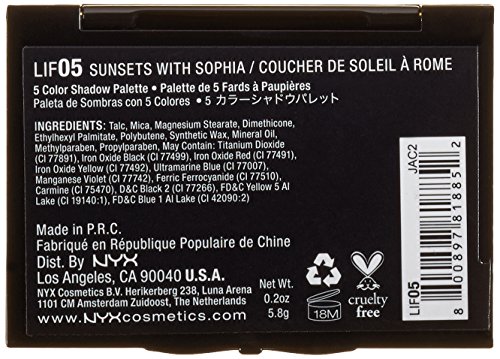 LIF05 SUNSETS WITH SOPHIA / COUCHER DE SOLEIL À ROME
5 Color Shadow Palette • Palette de 5 Fards à Paupières
Paleta de Sombras con 5 Colores • 5 カラーシャドウパレット
INGREDIENTS: Talc, Mica, Magnesium Stearate, Dimethicone,
Ethylhexyl Palmitate, Polybutene, Synthetic Wax, Mineral Oil,
Methylparaben, Propylparaben, May Contain: Titanium Dioxide
(CI 77891), Iron Oxide Black (CI 77499), Iron Oxide Red (CI 77491),
Iron Oxide Yellow (CI 77492), Ultramarine Blue (CI 77007),
Manganese Violet (CI 77742), Ferric Ferrocyanide (CI 77510),
Carmine (CI 75470), D&C Black 2 (CI 77266), FD&C Yellow 5 Al
Lake (CI 19140:1), FD&C Blue 1 Al Lake (CI 42090:2)
Made in P.R.C.
Fabriqué en République Populaire de Chine
Dist. By NYX
Los Angeles, CA 90040 U.S.A.
NYX Cosmetics B.V. Herikerberg 238, Luna Arena
1101 CM Amsterdam Zuidoost, The Netherlands
www.NYXcosmetics.com
Net Wt.
0.2oz
5.8g
18M
cruelty
free
JAC2
8 00897 81885 2
LIF05